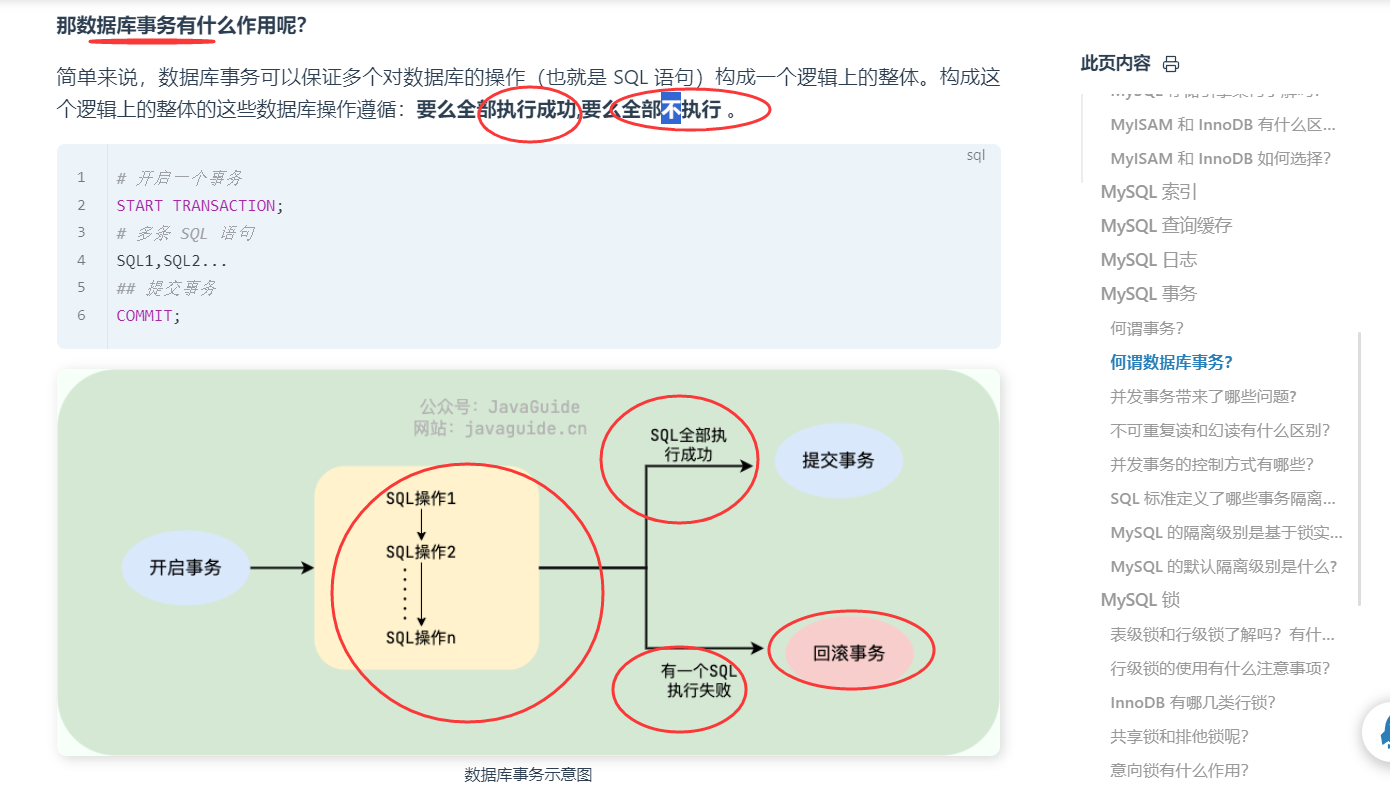 那数据库事务有什么作用呢？
简单来说，数据库事务可以保证多个对数据库的操作（也就是 SQL 语句）构成一个逻辑上的整体。构成这
个逻辑上的整体的这些数据库操作遵循：要么全部执行成功,要么全部不执行 。
sql
1 # 开启一个事务
2 START TRANSACTION;
3 # 多条 SQL 语句
4 SQL1,SQL2...
5 ## 提交事务
6 COMMIT;
公众号：JavaGuide
网站：javaguide.cn
开启事务
SQL操作1
SQL操作2
SQL操作n
SQL全部执
行成功
提交事务
有一个SQL
执行失败
回滚事务
数据库事务示意图
此页内容
MyISAM 和 InnoDB 有什么区...
MyISAM 和 InnoDB 如何选择？
MySQL 索引
MySQL 查询缓存
MySQL 日志
MySQL 事务
何谓事务？
何谓数据库事务？
并发事务带来了哪些问题?
不可重复读和幻读有什么区别？
并发事务的控制方式有哪些？
SQL 标准定义了哪些事务隔离...
MySQL 的隔离级别是基于锁实...
MySQL 的默认隔离级别是什么?
MySQL 锁
表级锁和行级锁了解吗？有什...
行级锁的使用有什么注意事项？
InnoDB 有哪几类行锁？
共享锁和排他锁呢？
意向锁有什么作用？